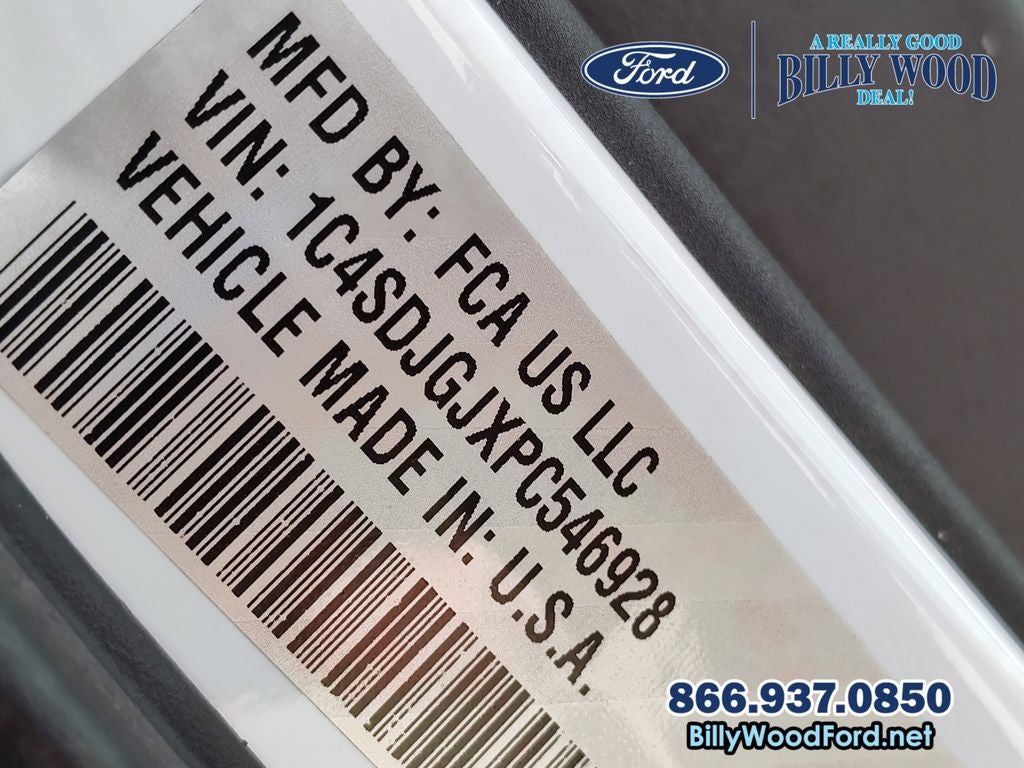 Ford
A REALLY GOOD
BILLY WOOD
DEAL!
MFD BY: FCA US LLC
VIN: 1C4SDJGJXPC546928
VEHICLE MADE IN: U.S.A.
866.937.0850
BillyWoodFord.net